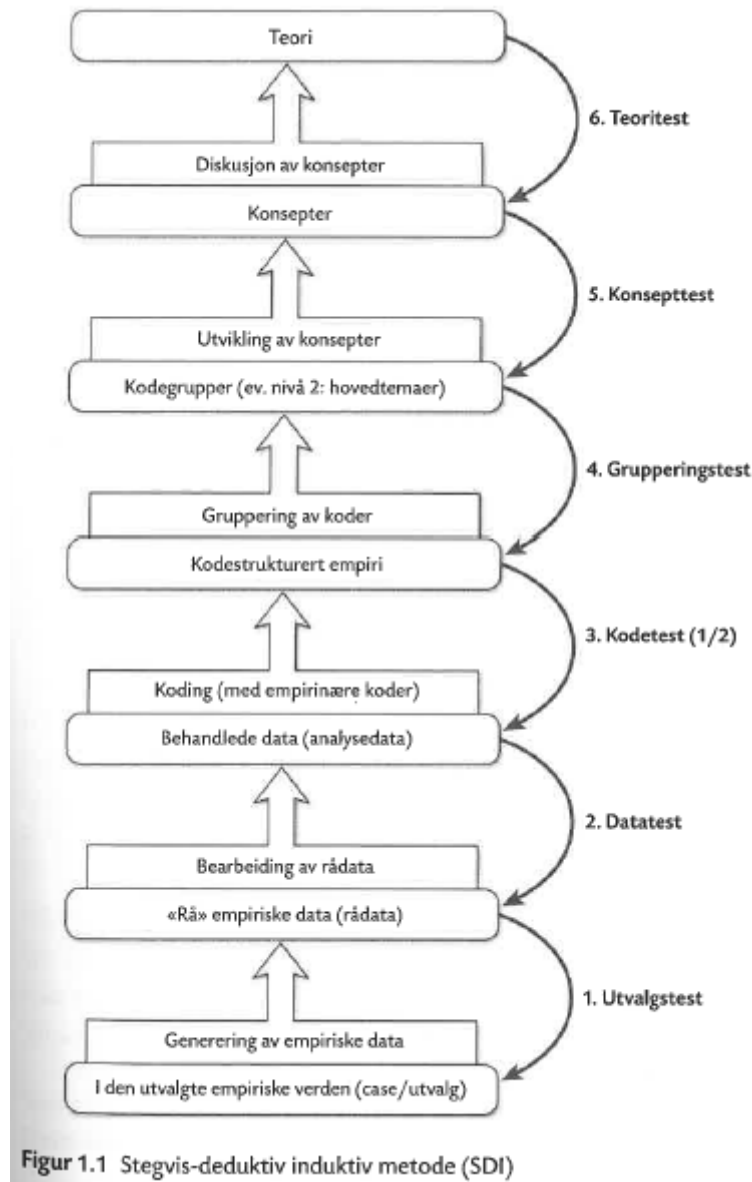 Teori
6. Teoritest
Diskusjon av konsepter
Konsepter
5. Konsepttest
Utvikling av konsepter
Kodegrupper (ev. nivå 2: hovedtemaer)
4. Grupperingstest
Gruppering av koder
Kodestrukturert empiri
3. Kodetest (1/2)
Koding (med empirinære koder)
Behandlede data (analysedata)
2. Datatest
Bearbeiding av rådata
«Rå» empiriske data (rådata)
1. Utvalgstest
Generering av empiriske data
I den utvalgte empiriske verden (case/utvalg)
Figur 1.1 Stegvis-deduktiv induktiv metode (SDI)